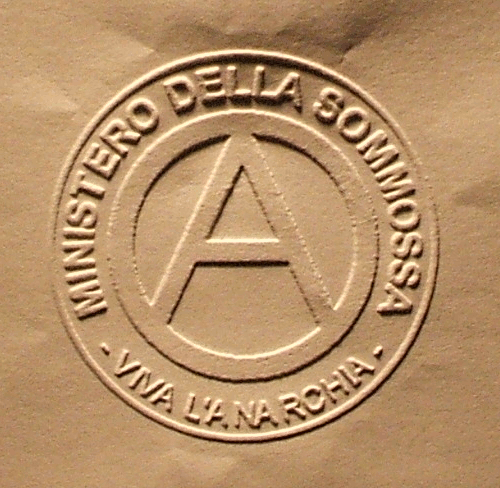 MINISTERO DELLA SOMMOSSA
A
- VIVA L'ANARCHIA -